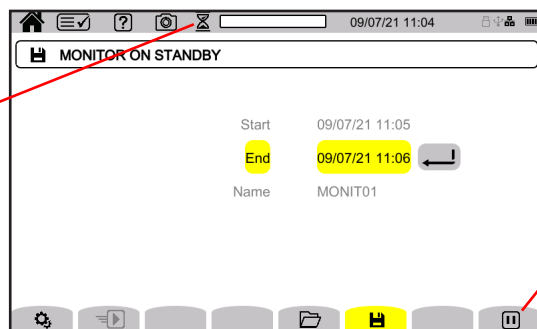 09/07/21 11:04
MONITOR ON STANDBY
Start 09/07/21 11:05
End 09/07/21 11:06
Name MONIT01